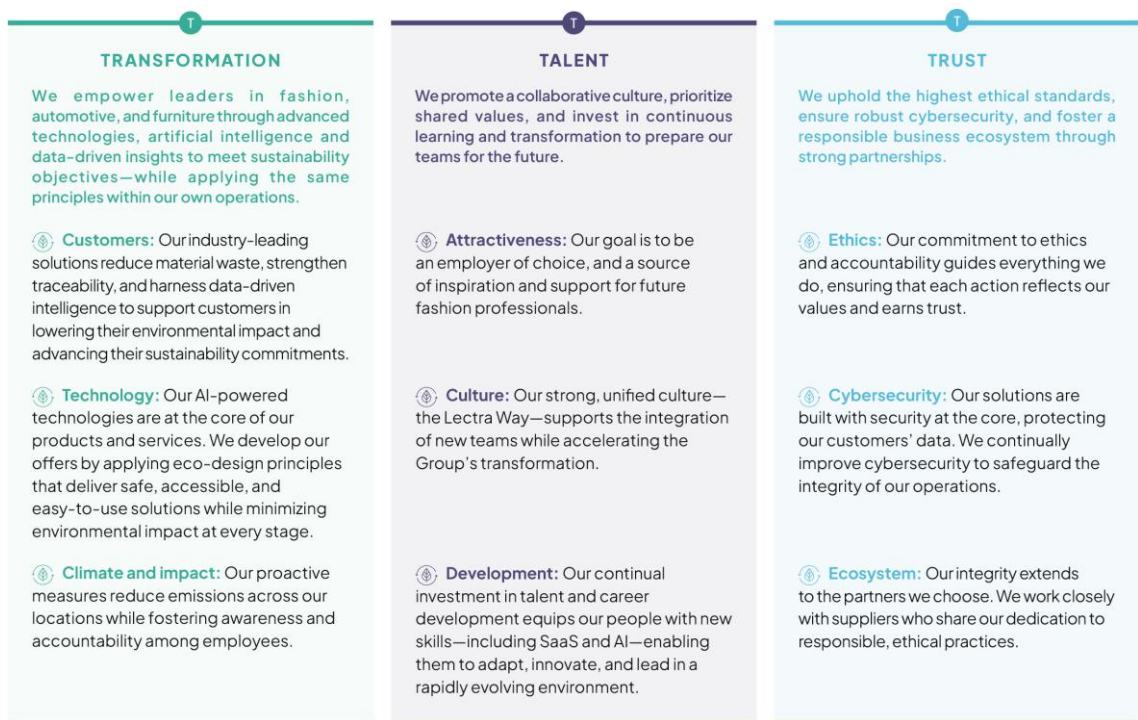 T
TRANSFORMATION
We empower leaders in fashion,
automotive, and furniture through advanced
technologies, artificial intelligence and
data-driven insights to meet sustainability
objectives—while applying the same
principles within our own operations.
Customers: Our industry-leading
solutions reduce material waste, strengthen
traceability, and harness data-driven
intelligence to support customers in
lowering their environmental impact and
advancing their sustainability commitments.
Technology: Our AI-powered
technologies are at the core of our
products and services. We develop our
offers by applying eco-design principles
that deliver safe, accessible, and
easy-to-use solutions while minimizing
environmental impact at every stage.
Climate and impact: Our proactive
measures reduce emissions across our
locations while fostering awareness and
accountability among employees.
T
TALENT
We promote a collaborative culture, prioritize
shared values, and invest in continuous
learning and transformation to prepare our
teams for the future.
Attractiveness: Our goal is to be
an employer of choice, and a source
of inspiration and support for future
fashion professionals.
Culture: Our strong, unified culture—
the Lectra Way—supports the integration
of new teams while accelerating the
Group's transformation.
Development: Our continual
investment in talent and career
development equips our people with new
skills—including SaaS and AI—enabling
them to adapt, innovate, and lead in a
rapidly evolving environment.
T
TRUST
We uphold the highest ethical standards,
ensure robust cybersecurity, and foster a
responsible business ecosystem through
strong partnerships.
Ethics: Our commitment to ethics
and accountability guides everything we
do, ensuring that each action reflects our
values and earns trust.
Cybersecurity: Our solutions are
built with security at the core, protecting
our customers' data. We continually
improve cybersecurity to safeguard the
integrity of our operations.
Ecosystem: Our integrity extends
to the partners we choose. We work closely
with suppliers who share our dedication to
responsible, ethical practices.